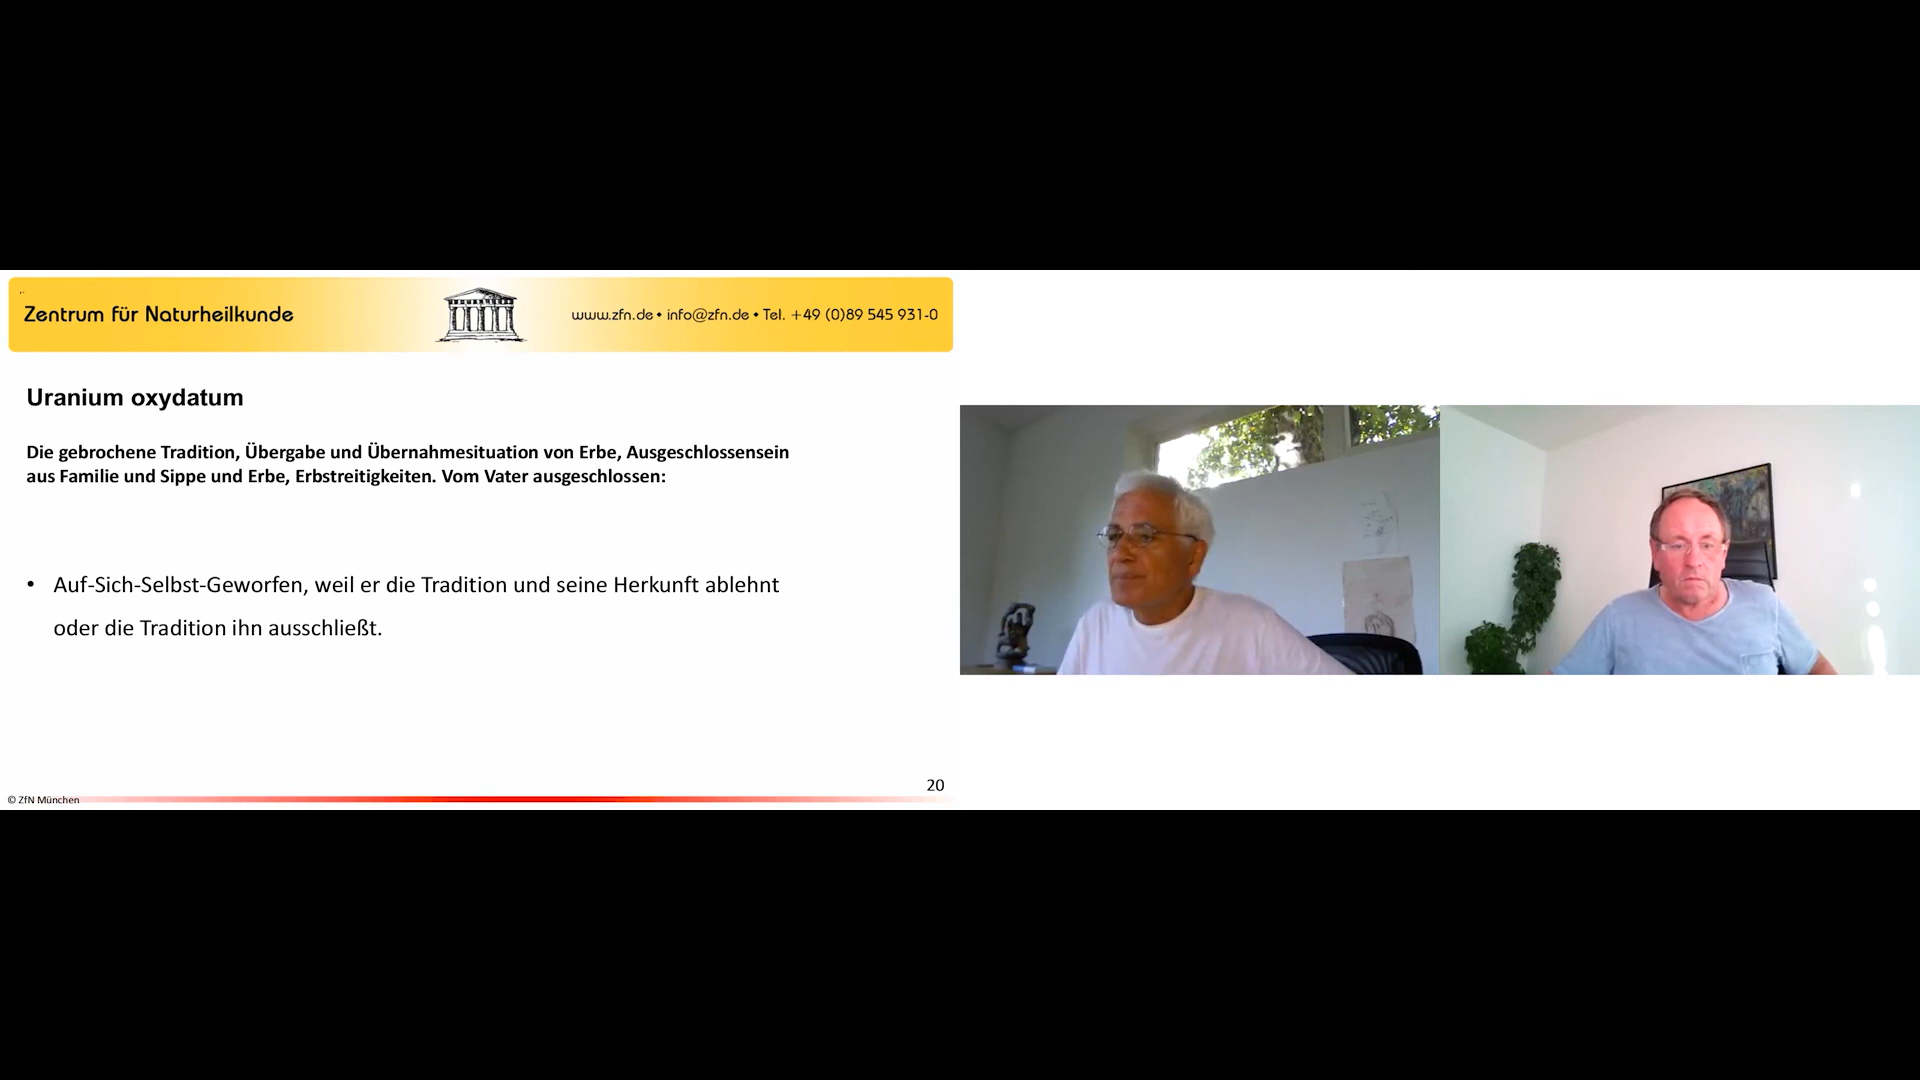 Zentrum für Naturheilkunde
www.zfn.de • info@zfn.de • Tel. +49 (0)89 545 931-0
Uranium oxydatum
Die gebrochene Tradition, Übergabe und Übernahmesituation von Erbe, Ausgeschlossensein
aus Familie und Sippe und Erbe, Erbstreitigkeiten. Vom Vater ausgeschlossen:
• Auf-Sich-Selbst-Geworfen, weil er die Tradition und seine Herkunft ablehnt
oder die Tradition ihn ausschließt.
20
© ZfN München